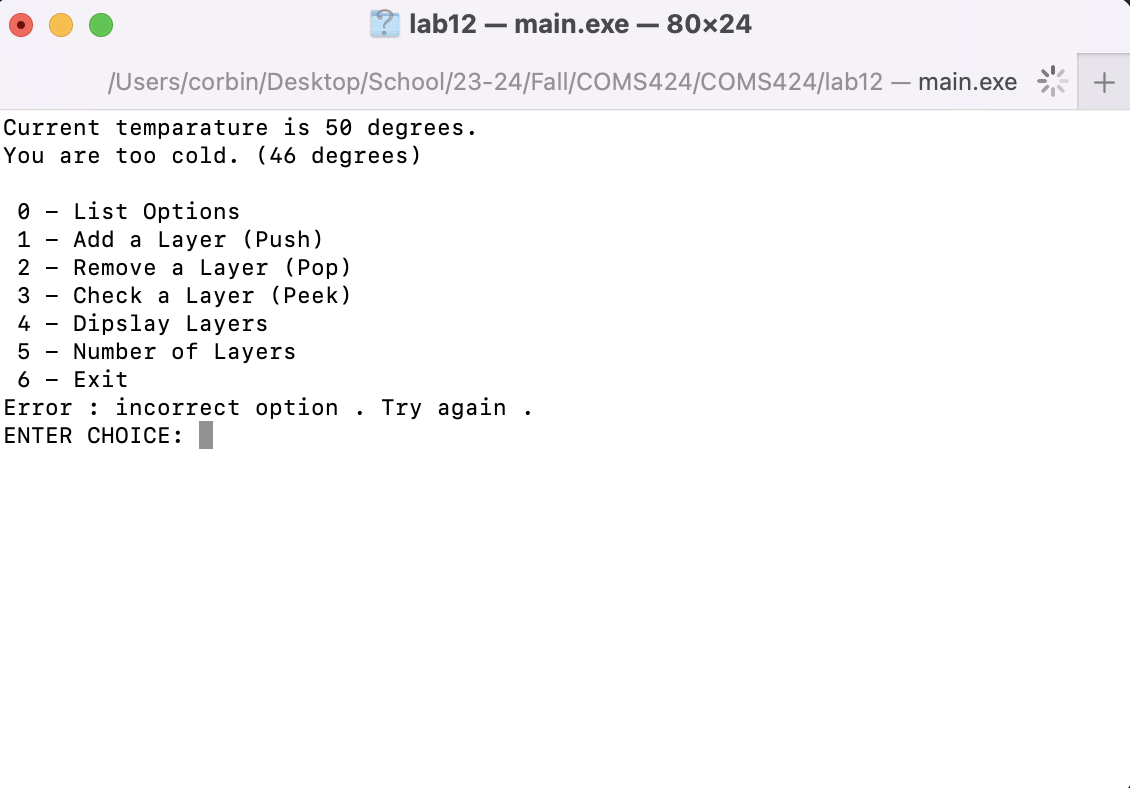 lab12 — main.exe — 80×24
/Users/corbin/Desktop/School/23-24/Fall/COMS424/COMS424/lab12 — main.exe
Current temparature is 50 degrees.
You are too cold. (46 degrees)
0 – List Options
1 – Add a Layer (Push)
2 – Remove a Layer (Pop)
3 – Check a Layer (Peek)
4 – Dipslay Layers
5 – Number of Layers
6 – Exit
Error : incorrect option . Try again .
ENTER CHOICE: